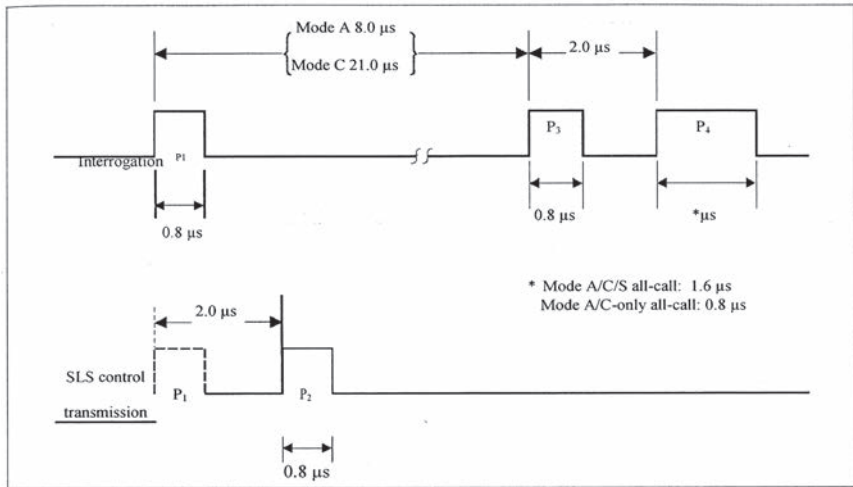 Mode A 8.0 µs
Mode C 21.0 µs
2.0 µs
P3
P4
Interrogation
P1
0.8 µs
0.8 µs
*µs
* Mode A/C/S all-call: 1.6 µs
Mode A/C-only all-call: 0.8 µs
2.0 µs
SLS control
P1
P2
transmission
0.8 µs